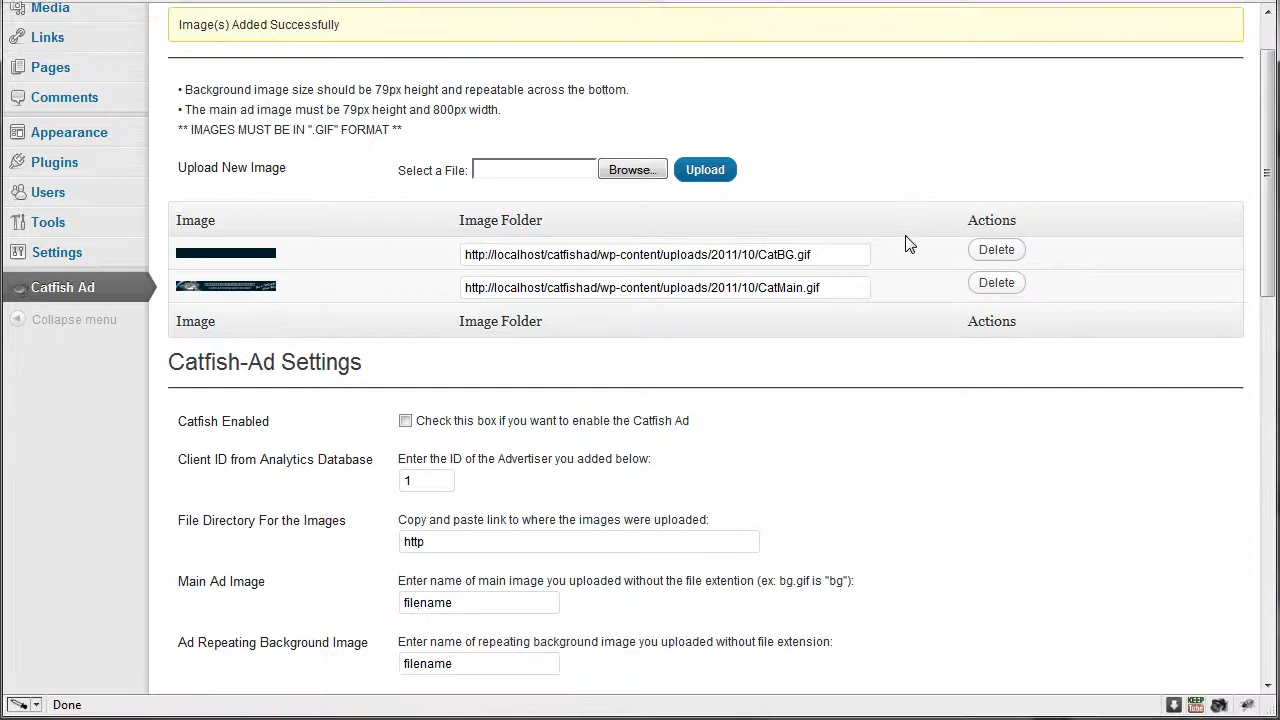 Media
Image(s) Added Successfully
Links
Pages
Comments
Appearance
Plugins
Users
Tools
Settings
Catfish Ad
Collapse menu
• Background image size should be 79px height and repeatable across the bottom.
• The main ad image must be 79px height and 800px width.
** IMAGES MUST BE IN ".GIF" FORMAT **
Upload New Image Select a File: Browse... Upload
Image Image Folder Actions
http://localhost/catfishad/wp-content/uploads/2011/10/CatBG.gif Delete
http://localhost/catfishad/wp-content/uploads/2011/10/CatMain.gif Delete
Image Image Folder Actions
Catfish-Ad Settings
Catfish Enabled Check this box if you want to enable the Catfish Ad
Client ID from Analytics Database Enter the ID of the Advertiser you added below:
1
File Directory For the Images Copy and paste link to where the images were uploaded:
http
Main Ad Image Enter name of main image you uploaded without the file extention (ex: bg.gif is "bg"):
filename
Ad Repeating Background Image Enter name of repeating background image you uploaded without file extension:
filename
Done
KEEP
Tube